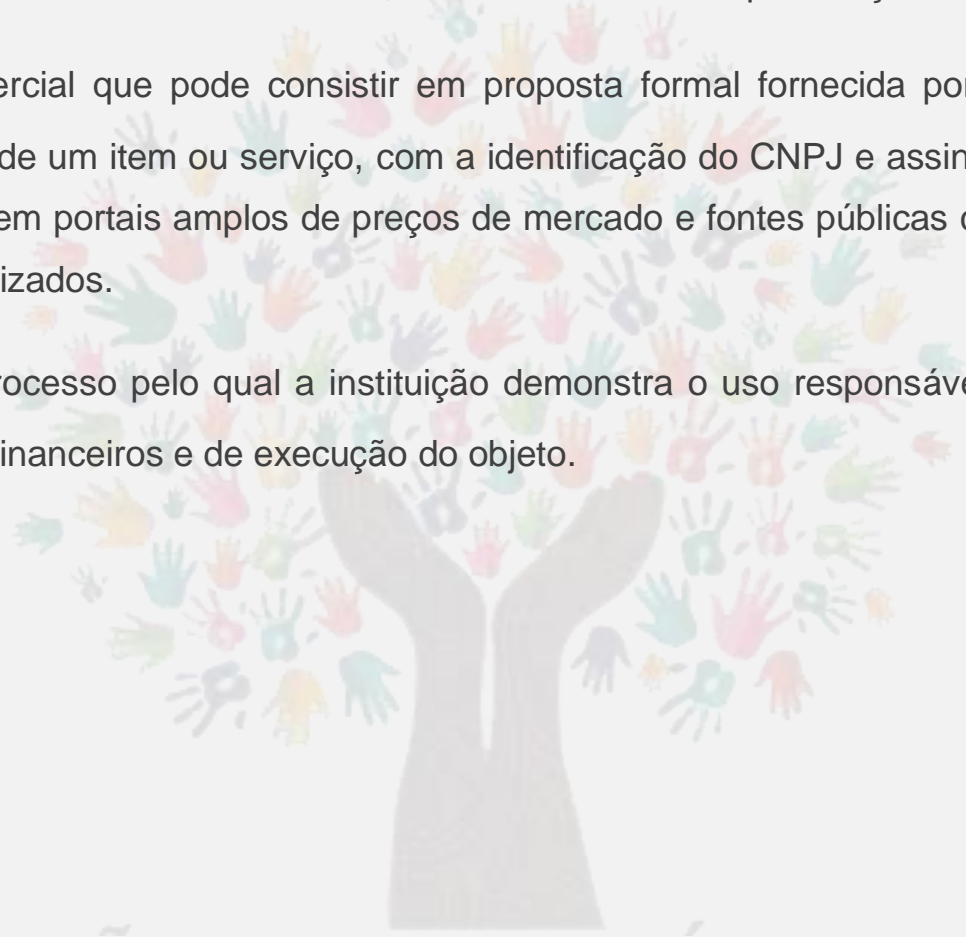 ercial que pode consistir em proposta formal fornecida por
de um item ou serviço, com a identificação do CNPJ e assin
em portais amplos de preços de mercado e fontes públicas
izados.
rocesso pelo qual a instituição demonstra o uso responsáve
inanceiros e de execução do objeto.